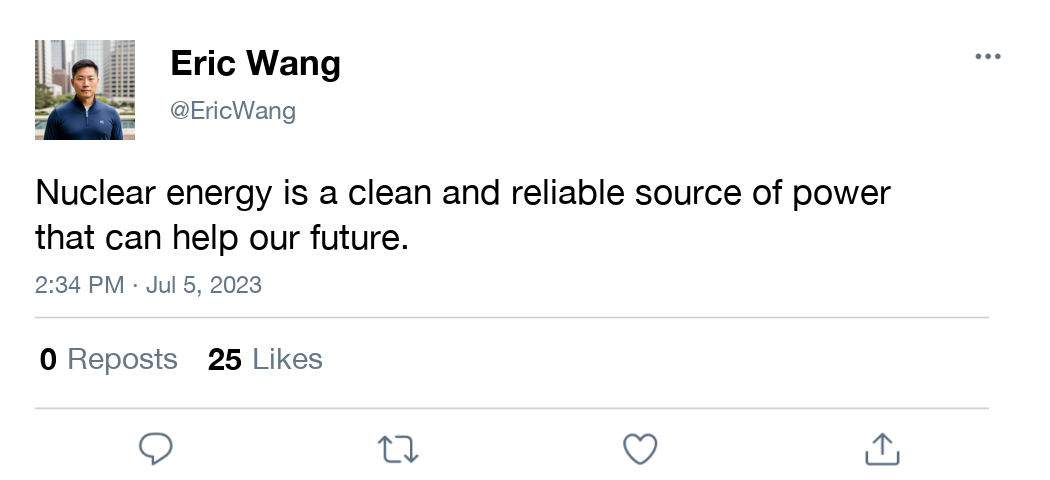 Eric Wang
@EricWang
Nuclear energy is a clean and reliable source of power
that can help our future.
2:34 PM · Jul 5, 2023
0 Reposts 25 Likes